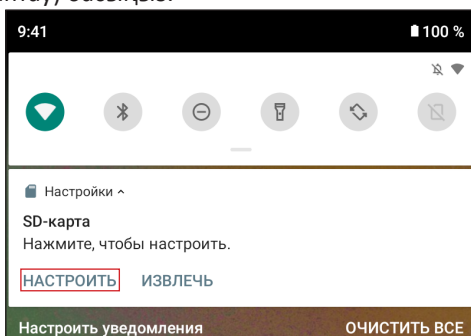 9:41 100 %
Настройки
SD-карта
Нажмите, чтобы настроить.
НАСТРОИТЬ ИЗВЛЕЧЬ
Настроить уведомления ОЧИСТИТЬ ВСЕ